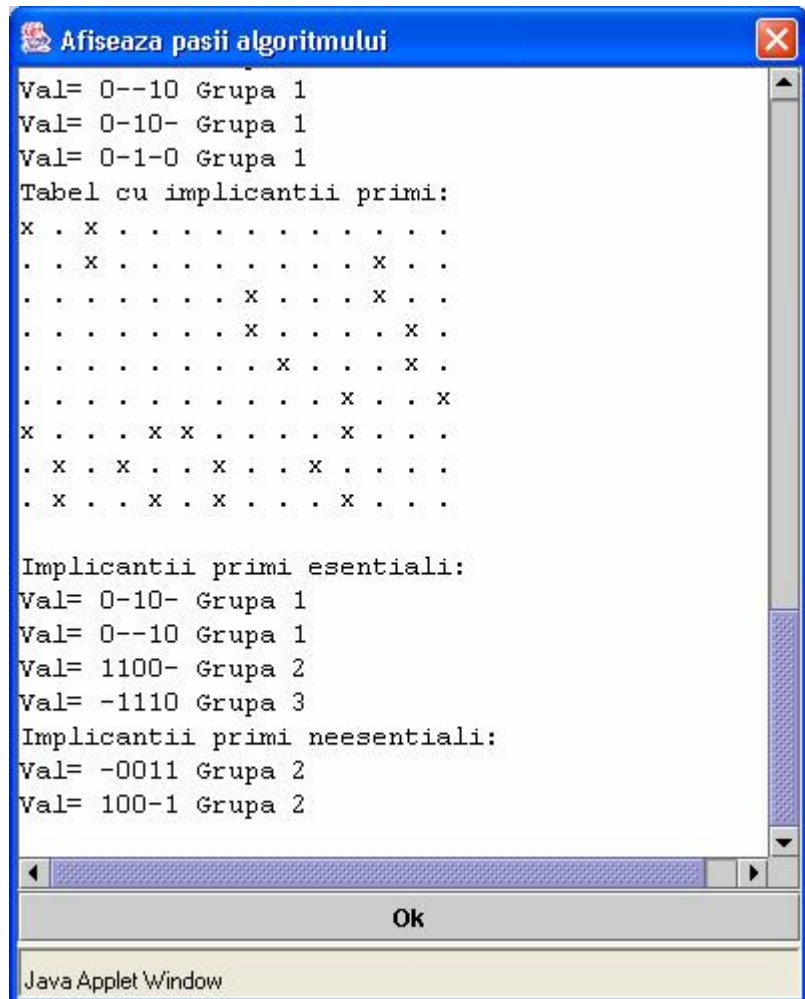 Afiseaza pasii algoritmului
Val= 0--10 Grupa 1
Val= 0-10- Grupa 1
Val= 0-1-0 Grupa 1
Tabel cu implicantii primi:
x . x . . . . . . . . . . .
. . x . . . . . . . . x . .
. . . . . . . x . . . x . .
. . . . . . . x . . . . x .
. . . . . . . . x . . . x .
. . . . . . . . . . x . . x
x . . . x x . . . . x . . .
. x . x . . x . . x . . . .
. x . . x . x . . . x . . .
Implicantii primi esentiali:
Val= 0-10- Grupa 1
Val= 0--10 Grupa 1
Val= 1100- Grupa 2
Val= -1110 Grupa 3
Implicantii primi neesentiali:
Val= -0011 Grupa 2
Val= 100-1 Grupa 2
Ok
Java Applet Window